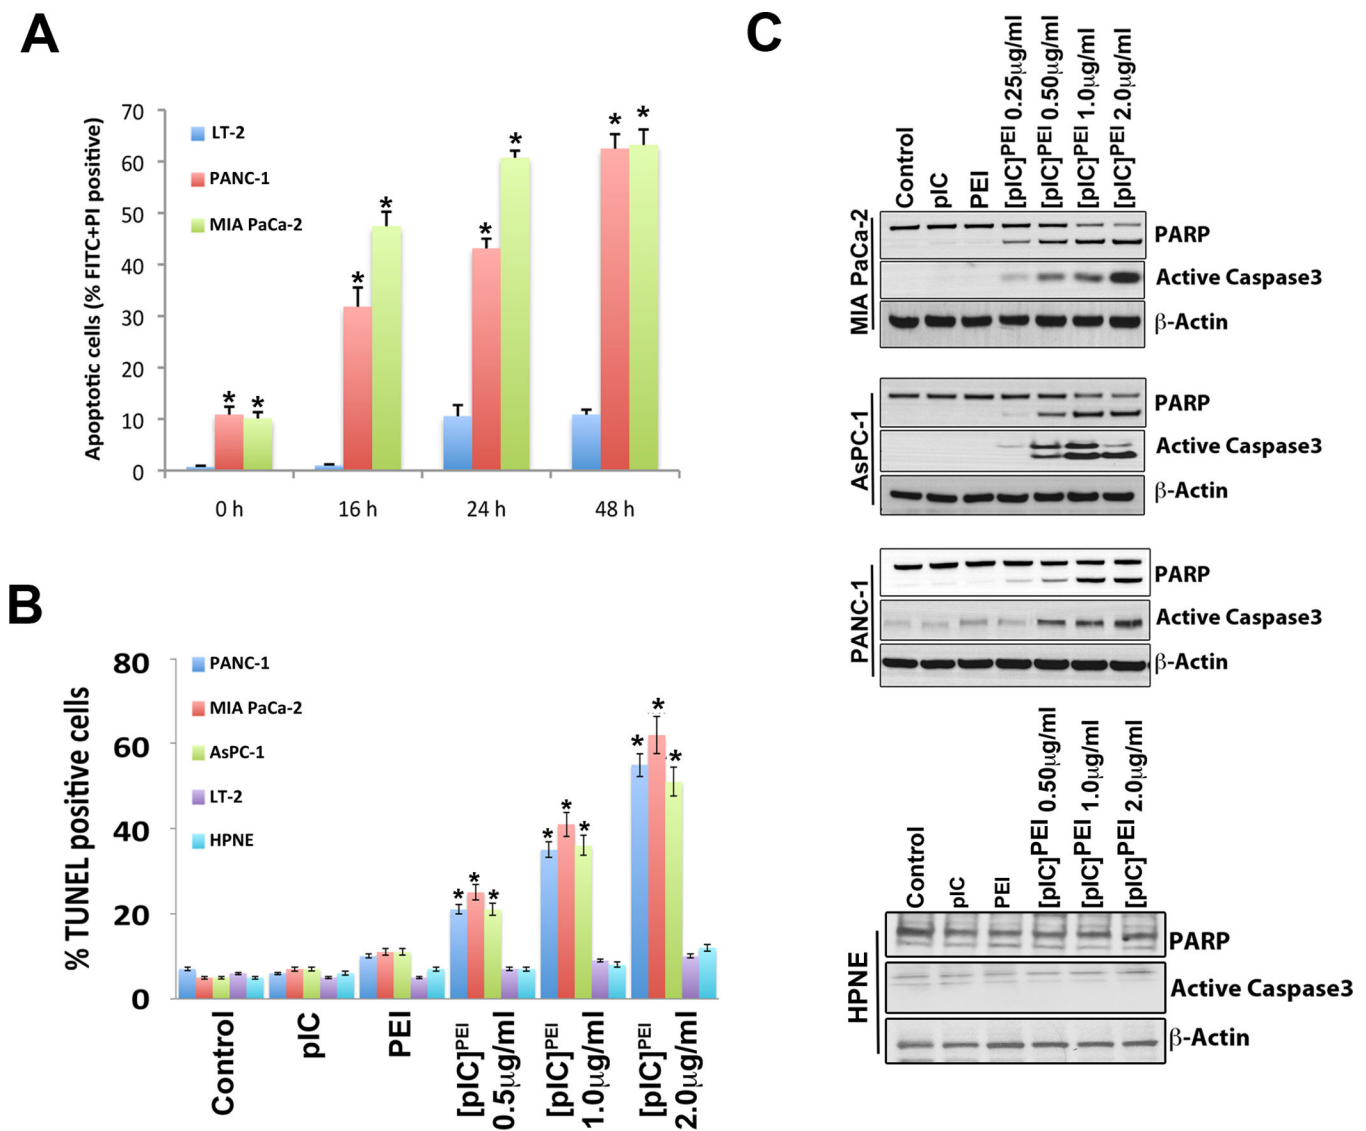 A
Apoptotic cells (% FITC+PI positive)
70
60
50
40
30
20
10
0
LT-2
PANC-1
MIA PaCa-2
* *
* *
* *
* *
0 h 16 h 24 h 48 h
B
% TUNEL positive cells
80
60
40
20
0
PANC-1
MIA PaCa-2
AsPC-1
LT-2
HPNE
* * *
* * *
* * *
Control
pIC
PEI
[pIC]PEI
0.5μg/ml
[pIC]PEI
1.0μg/ml
[pIC]PEI
2.0μg/ml
C
Control
pIC
PEI
[pIC]PEI 0.25μg/ml
[pIC]PEI 0.50μg/ml
[pIC]PEI 1.0μg/ml
[pIC]PEI 2.0μg/ml
MIA PaCa-2
PARP
Active Caspase3
β-Actin
AsPC-1
PARP
Active Caspase3
β-Actin
PANC-1
PARP
Active Caspase3
β-Actin
Control
pIC
PEI
[pIC]PEI 0.50μg/ml
[pIC]PEI 1.0μg/ml
[pIC]PEI 2.0μg/ml
HPNE
PARP
Active Caspase3
β-Actin